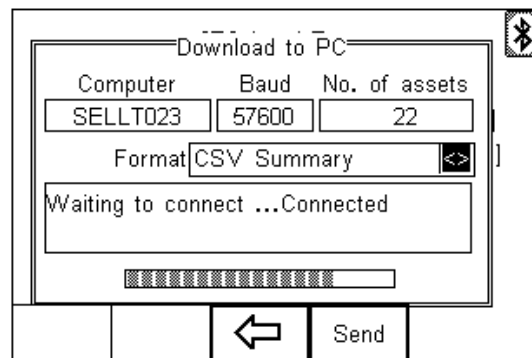 Download to PC
Computer Baud No. of assets
SELLT023 57600 22
Format CSV Summary <>
Waiting to connect ...Connected
Send